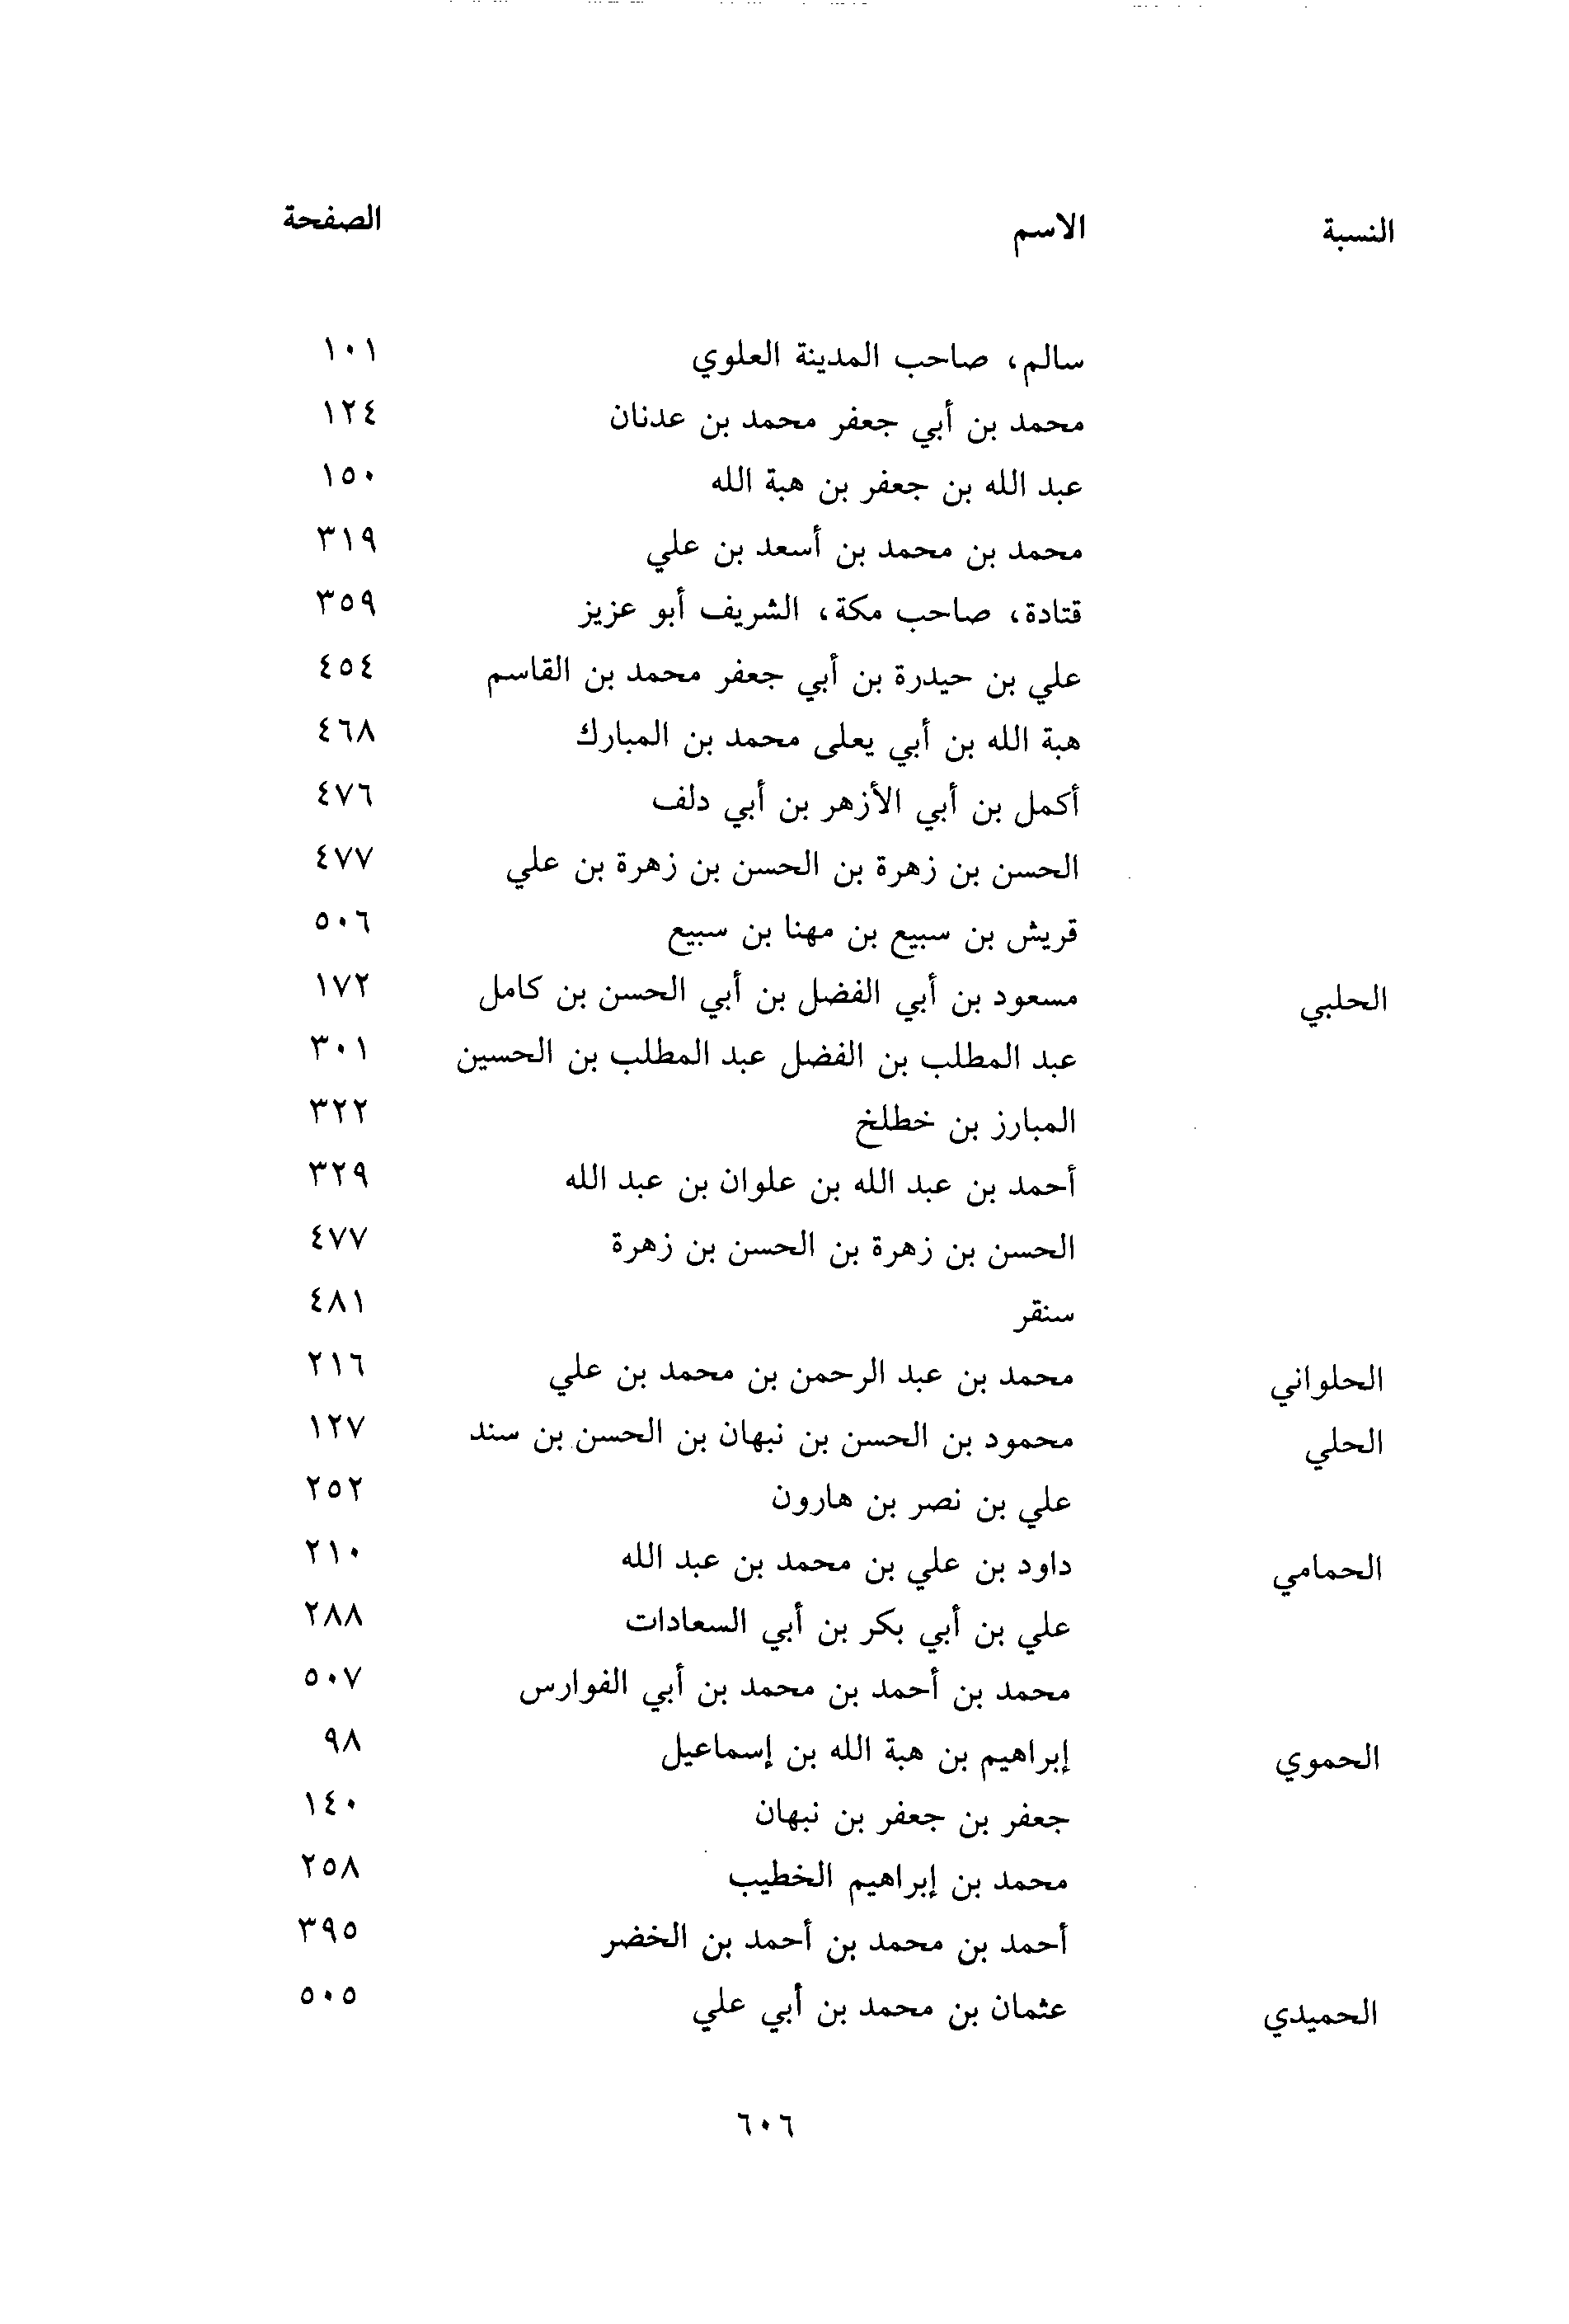 النسبة الاسم الصفحة
سالم، صاحب المدينة العلوي ١٠١
محمد بن أبي جعفر محمد بن عدنان ١٢٤
عبد الله بن جعفر بن هبة الله ١٥٠
محمد بن محمد بن أسعد بن علي ٣١٩
قتادة، صاحب مكة، الشريف أبو عزيز ٣٥٩
علي بن حيدرة بن أبي جعفر محمد بن القاسم ٤٥٤
هبة الله بن أبي يعلى محمد بن المبارك ٤٦٨
أكمل بن أبي الأزهر بن أبي دلف ٤٧٦
الحسن بن زهرة بن الحسن بن زهرة بن علي ٤٧٧
قريش بن سبيع بن مهنا بن سبيع ٥٠٦
الحلبي مسعود بن أبي الفضل بن أبي الحسن بن كامل ١٧٢
عبد المطلب بن الفضل عبد المطلب بن الحسين ٣٠١
المبارز بن خطلخ ٣٢٢
أحمد بن عبد الله بن علوان بن عبد الله ٣٢٩
الحسن بن زهرة بن الحسن بن زهرة ٤٧٧
سنقر ٤٨١
الحلواني محمد بن عبد الرحمن بن محمد بن علي ٢١٦
الحلي محمود بن الحسن بن نبهان بن الحسن بن سند ١٢٧
علي بن نصر بن هارون ٢٥٢
الحمامي داود بن علي بن محمد بن عبد الله ٢١٠
علي بن أبي بكر بن أبي السعادات ٢٨٨
محمد بن أحمد بن محمد بن أبي الفوارس ٥٠٧
الحموي إبراهيم بن هبة الله بن إسماعيل ٩٨
جعفر بن جعفر بن نبهان ١٤٠
محمد بن إبراهيم الخطيب ٢٥٨
أحمد بن محمد بن أحمد بن الخضر ٣٩٥
الحميدي عثمان بن محمد بن أبي علي ٥٠٥
٦٠٦